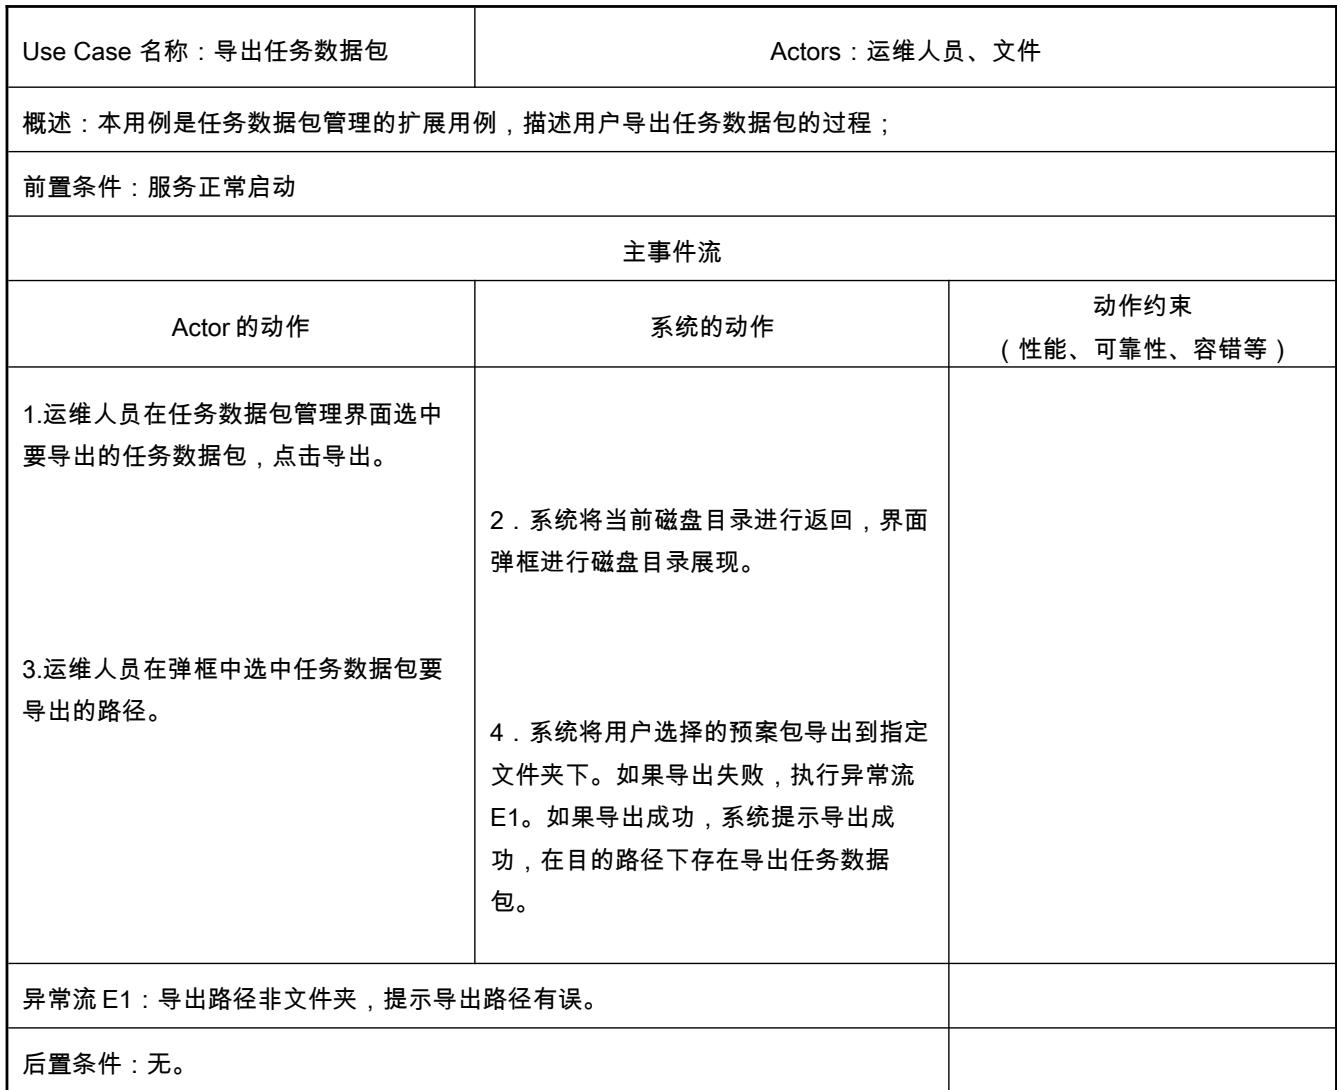 Use Case 名称：导出任务数据包
Actors：运维人员、文件
概述：本用例是任务数据包管理的扩展用例，描述用户导出任务数据包的过程；
前置条件：服务正常启动
主事件流
Actor 的动作
系统的动作
动作约束
（性能、可靠性、容错等）
1.运维人员在任务数据包管理界面选中
要导出的任务数据包，点击导出。
2．系统将当前磁盘目录进行返回，界面
弹框进行磁盘目录展现。
3.运维人员在弹框中选中任务数据包要
导出的路径。
4．系统将用户选择的预案包导出到指定
文件夹下。如果导出失败，执行异常流
E1。如果导出成功，系统提示导出成
功，在目的路径下存在导出任务数据
包。
异常流 E1：导出路径非文件夹，提示导出路径有误。
后置条件：无。